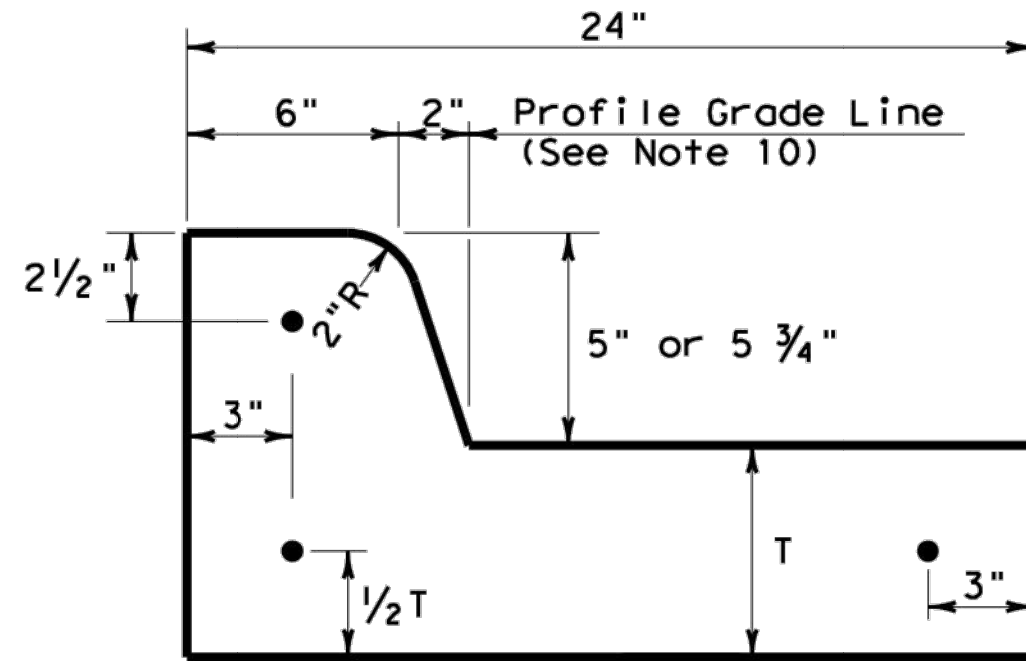 24"
6" 2" Profile Grade Line
(See Note 10)
2½"
2"R
5" or 5 ¾"
3"
T
½T
3"